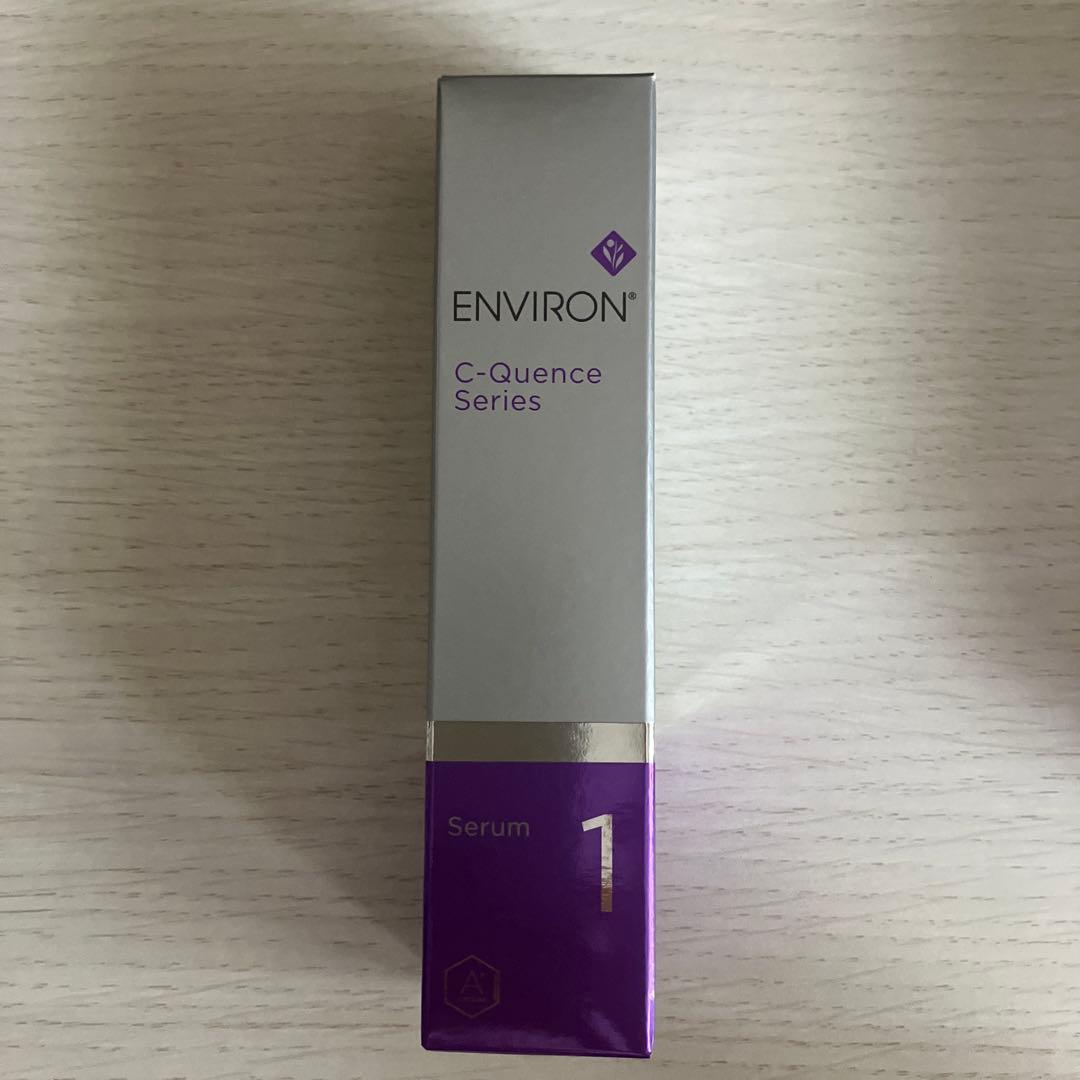 ENVIRON®
C-Quence
Series
Serum
1
A+